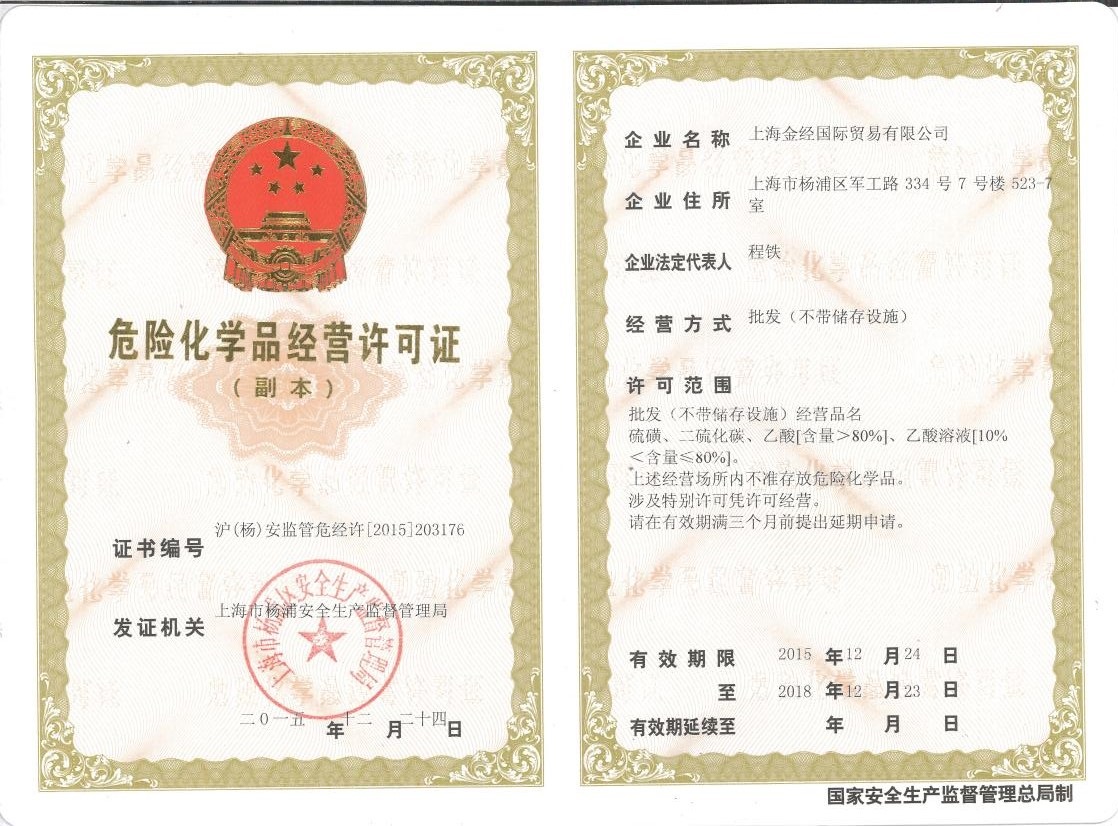 危险化学品经营许可证
（副本）
证书编号 沪(杨)安监管危经许[2015]203176
发证机关 上海市杨浦安全生产监督管理局
上海市杨浦区安全生产监督管理局
二〇一五年十二月二十四日
企业名称 上海金经国际贸易有限公司
企业住所 上海市杨浦区军工路 334 号 7 号楼 523-7
室
企业法定代表人 程铁
经营方式 批发（不带储存设施）
许可范围
批发（不带储存设施）经营品名
硫磺、二硫化碳、乙酸[含量＞80%]、乙酸溶液[10%
＜含量≤80%]。
上述经营场所内不准存放危险化学品。
涉及特别许可凭许可经营。
请在有效期满三个月前提出延期申请。
有效期限 2015 年 12 月 24 日
至 2018 年 12 月 23 日
有效期延续至 年 月 日
国家安全生产监督管理总局制